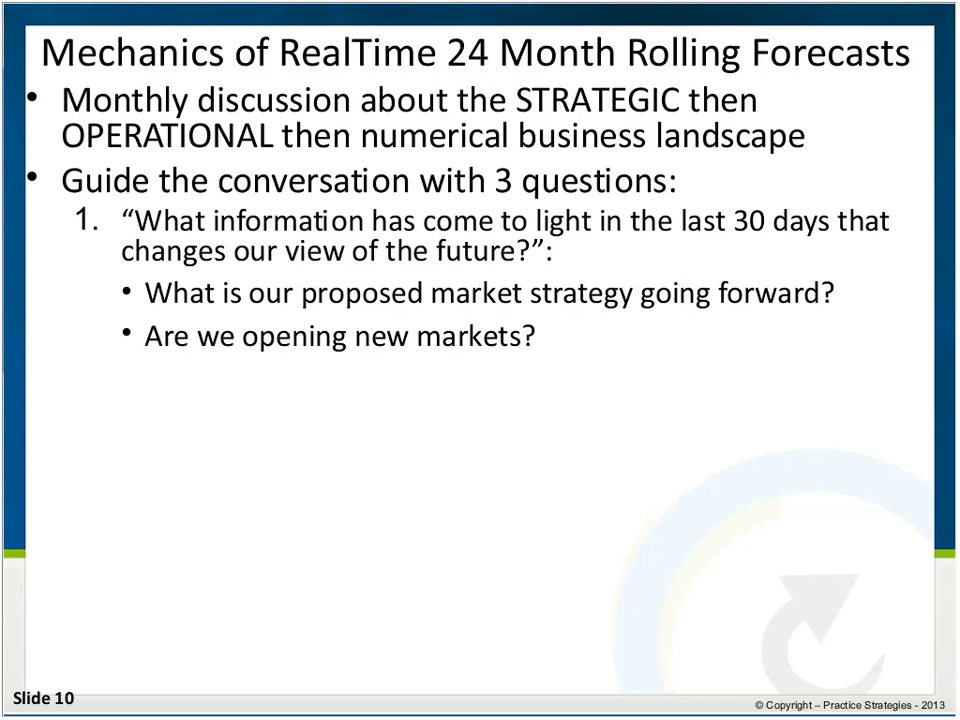 Mechanics of RealTime 24 Month Rolling Forecasts
• Monthly discussion about the STRATEGIC then
OPERATIONAL then numerical business landscape
• Guide the conversation with 3 questions:
1. “What information has come to light in the last 30 days that
changes our view of the future?”:
• What is our proposed market strategy going forward?
• Are we opening new markets?
Slide 10
© Copyright – Practice Strategies - 2013